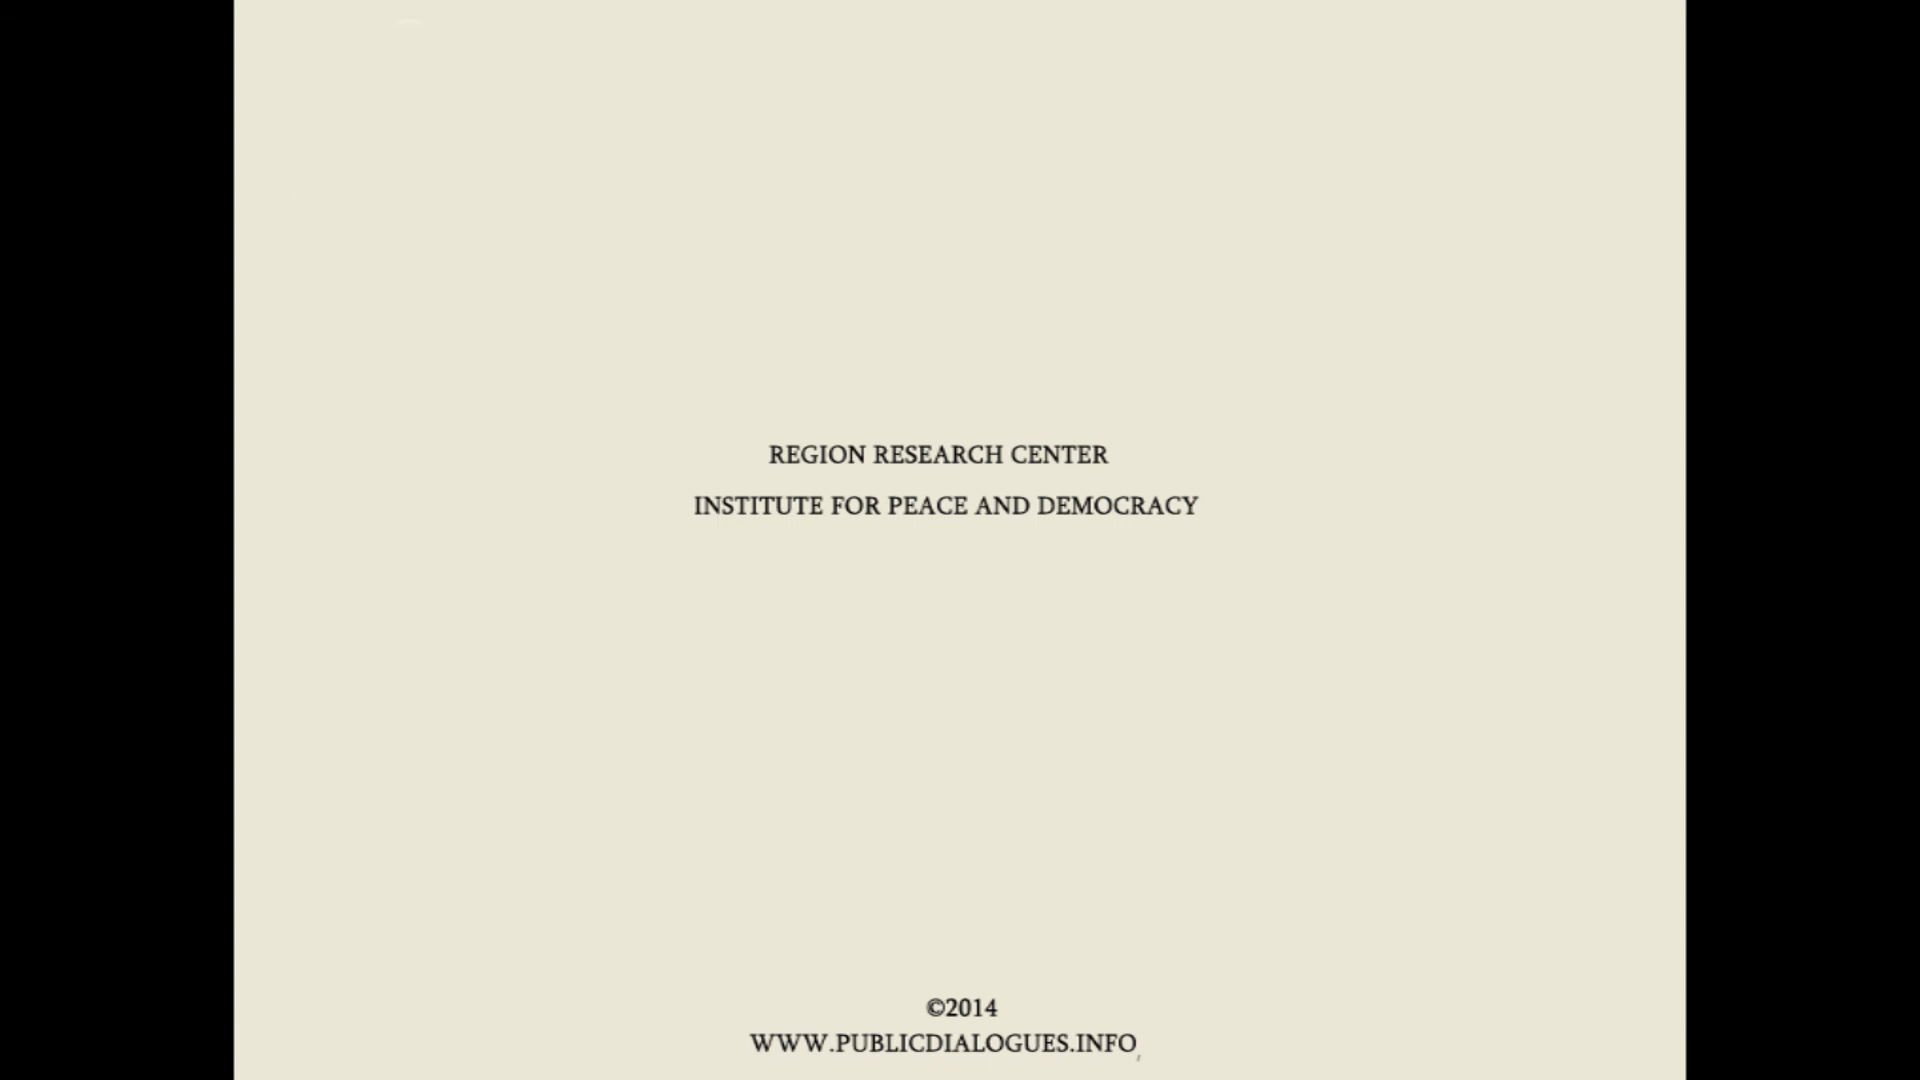 REGION RESEARCH CENTER
INSTITUTE FOR PEACE AND DEMOCRACY
©2014
WWW.PUBLICDIALOGUES.INFO